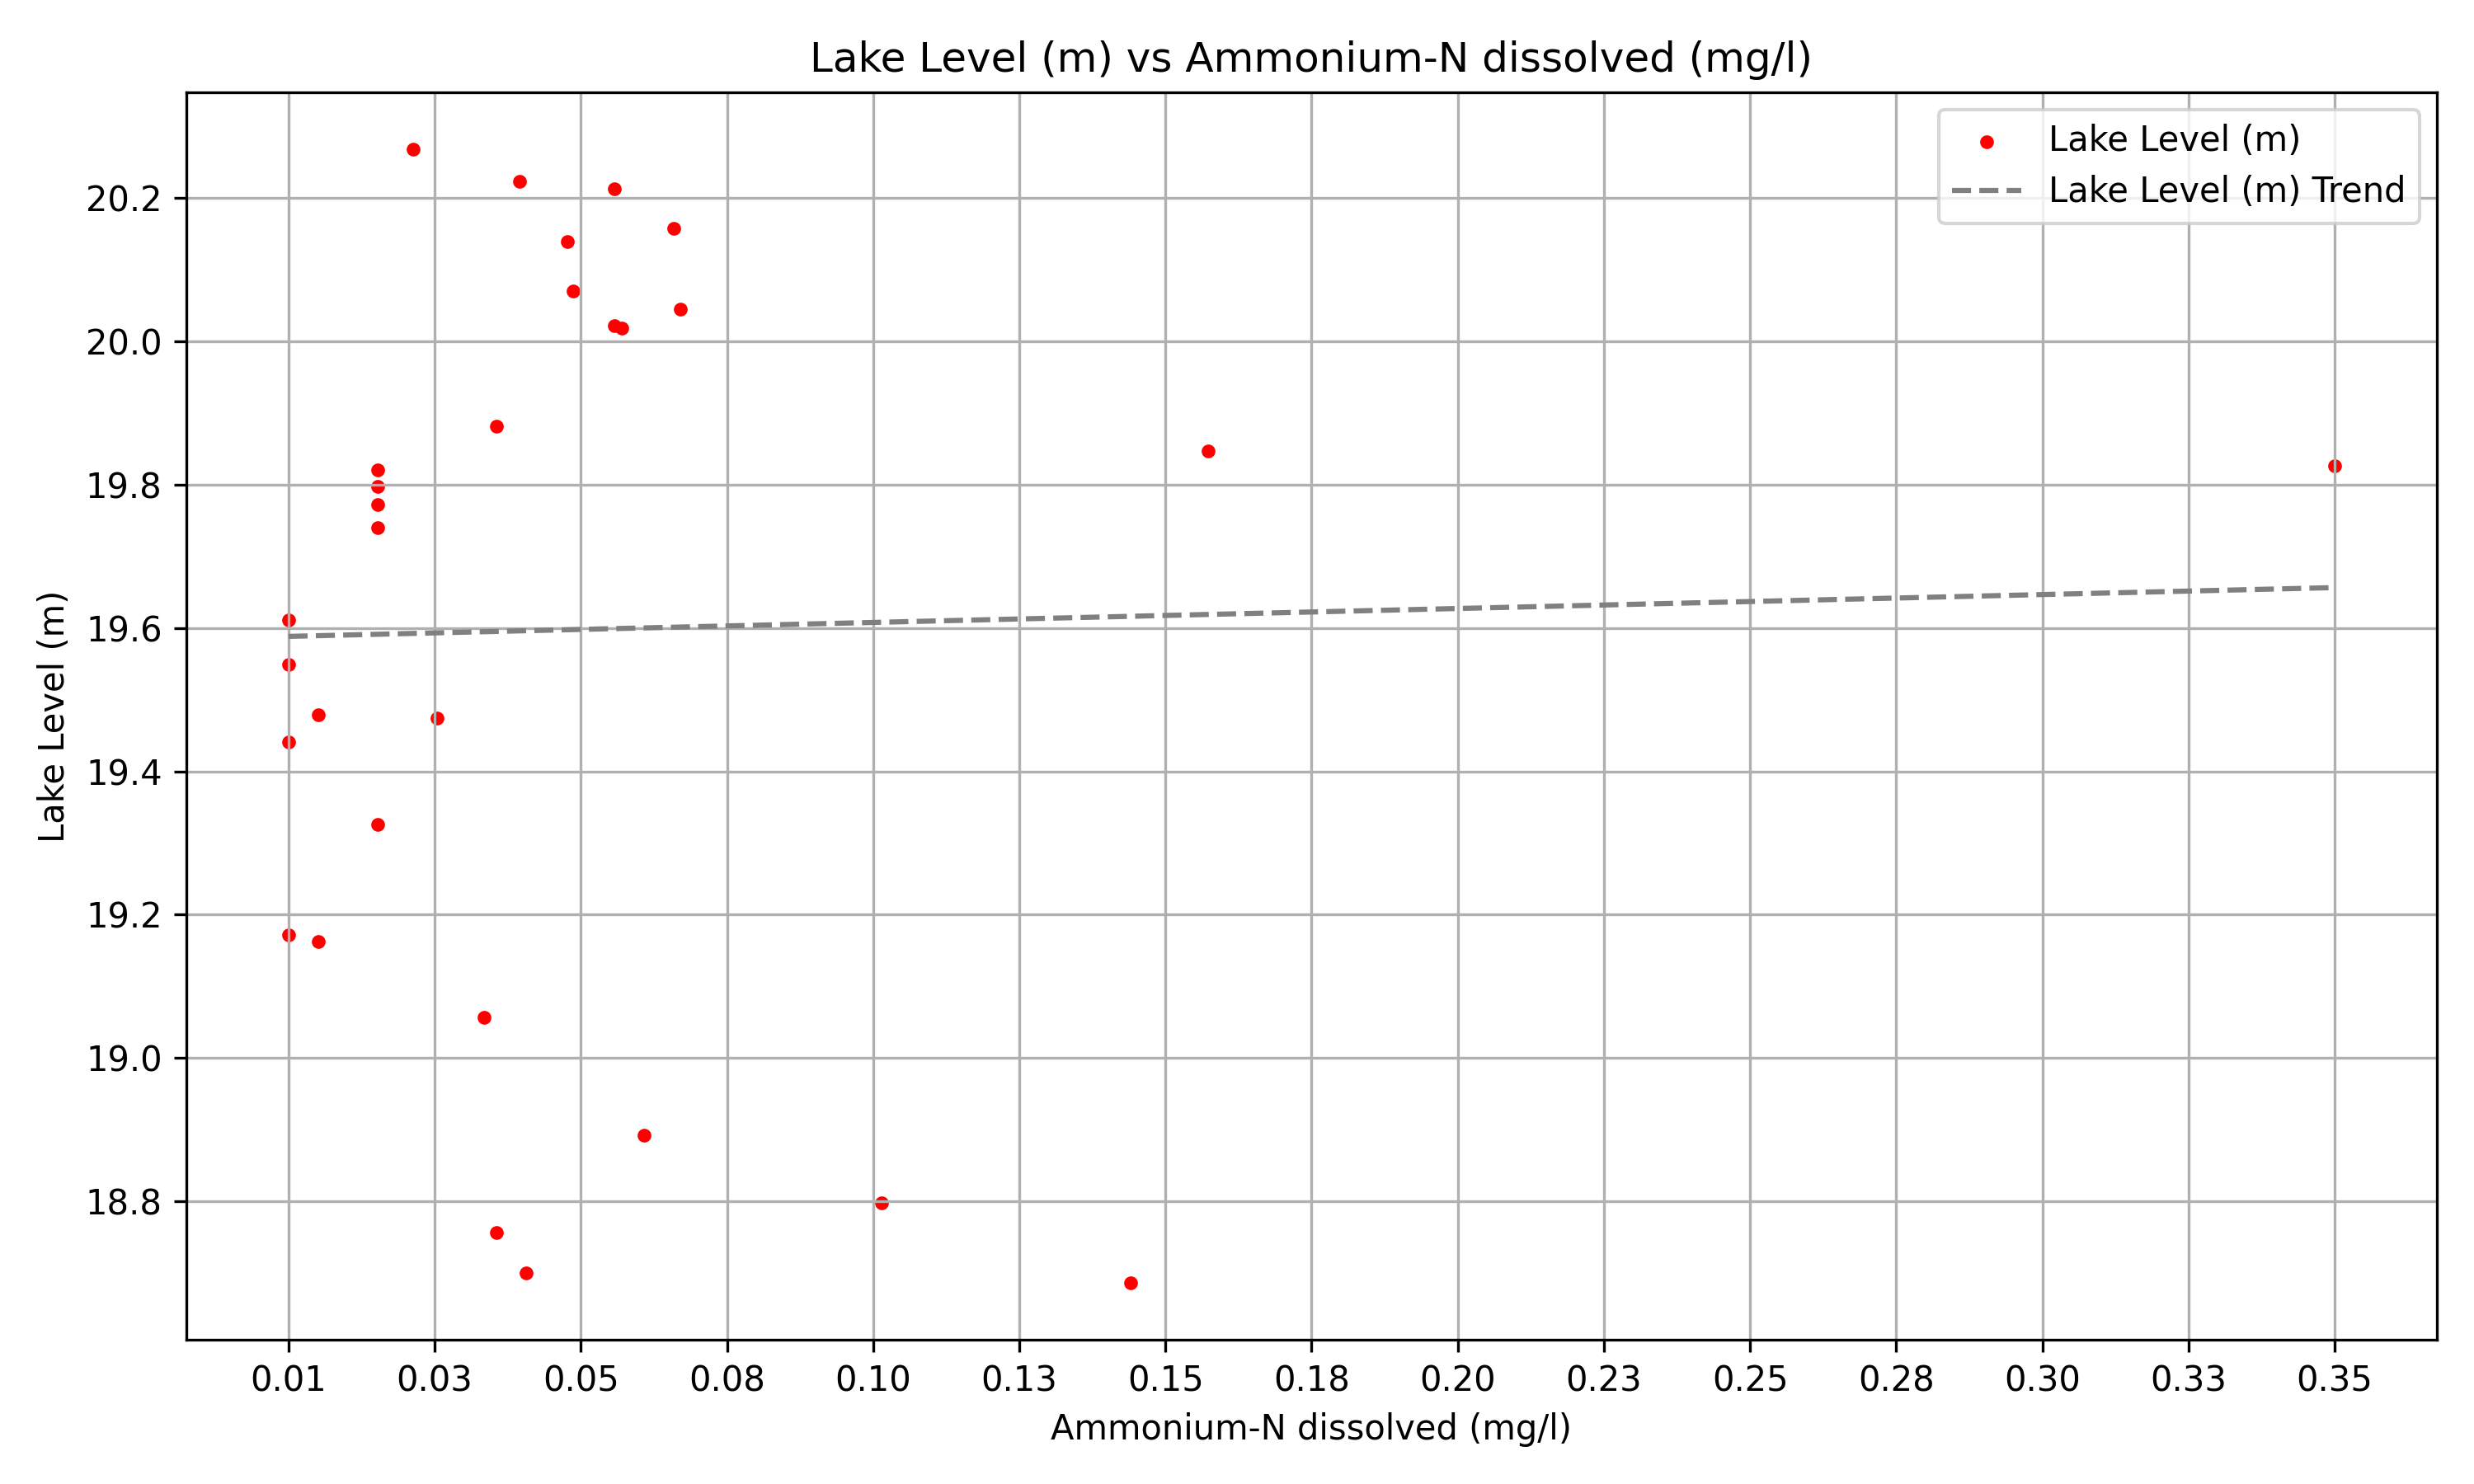 Lake Level (m) vs Ammonium-N dissolved (mg/l)
Lake Level (m)
Lake Level (m) Trend
20.2
20.0
19.8
19.6
19.4
19.2
19.0
18.8
Lake Level (m)
0.01 0.03 0.05 0.08 0.10 0.13 0.15 0.18 0.20 0.23 0.25 0.28 0.30 0.33 0.35
Ammonium-N dissolved (mg/l)